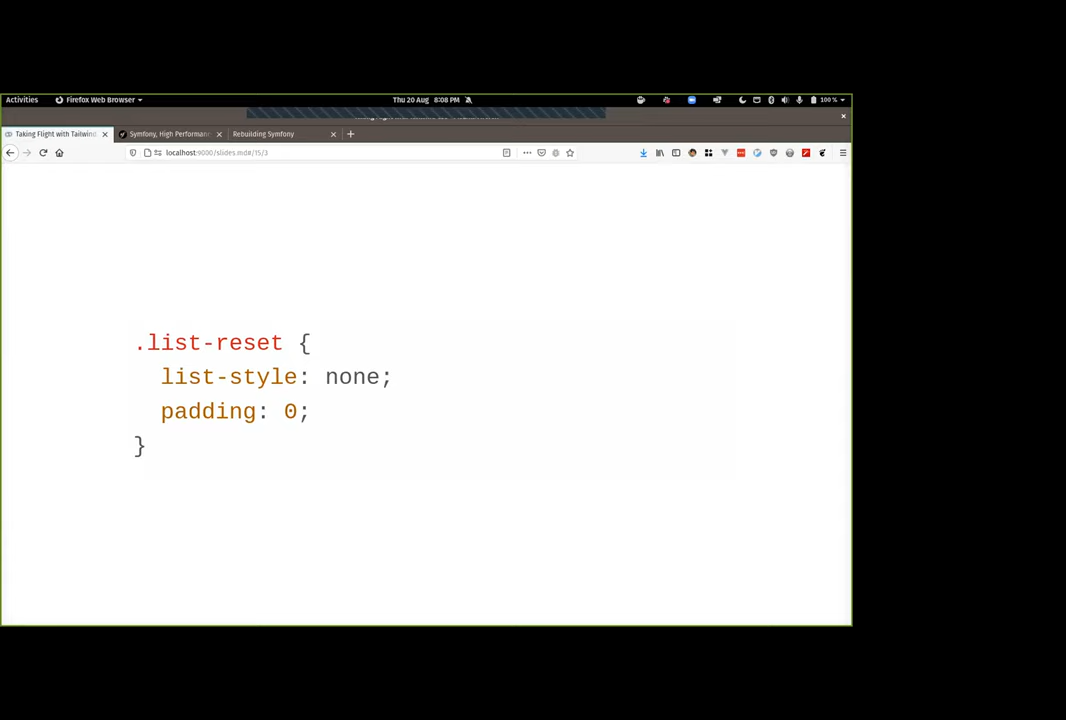 Activities Firefox Web Browser Thu 20 Aug 8:08 PM 100 %
Taking Flight with Tailwind Symfony, High Performan Rebuilding Symfony
localhost:9000/slides.md#/15/3
.list-reset {
  list-style: none;
  padding: 0;
}